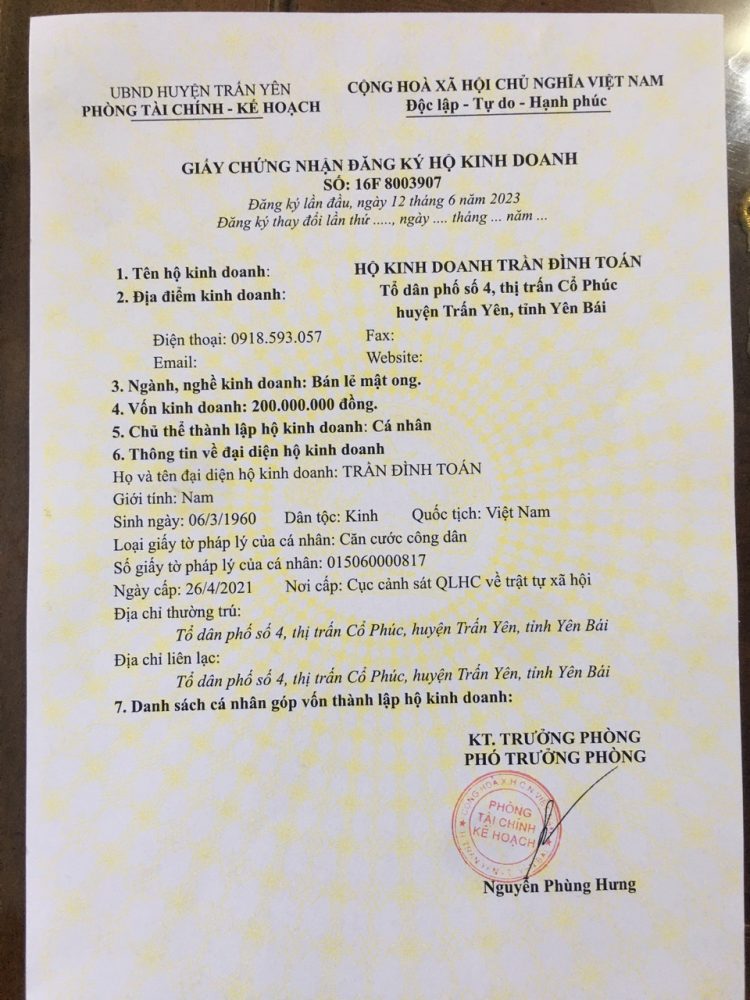 UBND HUYỆN TRẤN YÊN
PHÒNG TÀI CHÍNH - KẾ HOẠCH
CỘNG HOÀ XÃ HỘI CHỦ NGHĨA VIỆT NAM
Độc lập - Tự do - Hạnh phúc
GIẤY CHỨNG NHẬN ĐĂNG KÝ HỘ KINH DOANH
SỐ: 16F 8003907
Đăng ký lần đầu, ngày 12 tháng 6 năm 2023
Đăng ký thay đổi lần thứ ....., ngày .... tháng ... năm ...
1. Tên hộ kinh doanh: HỘ KINH DOANH TRẦN ĐÌNH TOÁN
2. Địa điểm kinh doanh: Tổ dân phố số 4, thị trấn Cổ Phúc
huyện Trấn Yên, tỉnh Yên Bái
Điện thoại: 0918.593.057 Fax:
Email: Website:
3. Ngành, nghề kinh doanh: Bán lẻ mật ong.
4. Vốn kinh doanh: 200.000.000 đồng.
5. Chủ thể thành lập hộ kinh doanh: Cá nhân
6. Thông tin về đại diện hộ kinh doanh
Họ và tên đại diện hộ kinh doanh: TRẦN ĐÌNH TOÁN
Giới tính: Nam
Sinh ngày: 06/3/1960 Dân tộc: Kinh Quốc tịch: Việt Nam
Loại giấy tờ pháp lý của cá nhân: Căn cước công dân
Số giấy tờ pháp lý của cá nhân: 015060000817
Ngày cấp: 26/4/2021 Nơi cấp: Cục cảnh sát QLHC về trật tự xã hội
Địa chỉ thường trú:
Tổ dân phố số 4, thị trấn Cổ Phúc, huyện Trấn Yên, tỉnh Yên Bái
Địa chỉ liên lạc:
Tổ dân phố số 4, thị trấn Cổ Phúc, huyện Trấn Yên, tỉnh Yên Bái
7. Danh sách cá nhân góp vốn thành lập hộ kinh doanh:
KT. TRƯỞNG PHÒNG
PHÓ TRƯỞNG PHÒNG
PHÒNG
TÀI CHÍNH
KẾ HOẠCH
Nguyễn Phùng Hưng